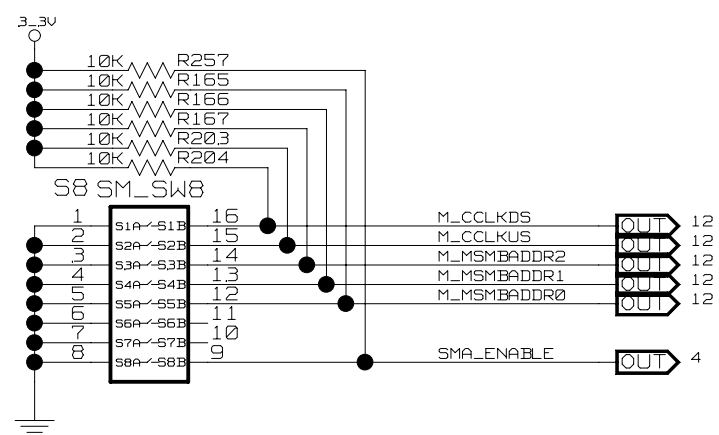 3_3V
10K R257
10K R165
10K R166
10K R167
10K R203
10K R204
S8 SM_SW8
1 S1A S1B 16 M_CCLKDS OUT 12
2 S2A S2B 15 M_CCLKUS OUT 12
3 S3A S3B 14 M_MSMBADDR2 OUT 12
4 S4A S4B 13 M_MSMBADDR1 OUT 12
5 S5A S5B 12 M_MSMBADDR0 OUT 12
6 S6A S6B 11
7 S7A S7B 10
8 S8A S8B 9 SMA_ENABLE OUT 4